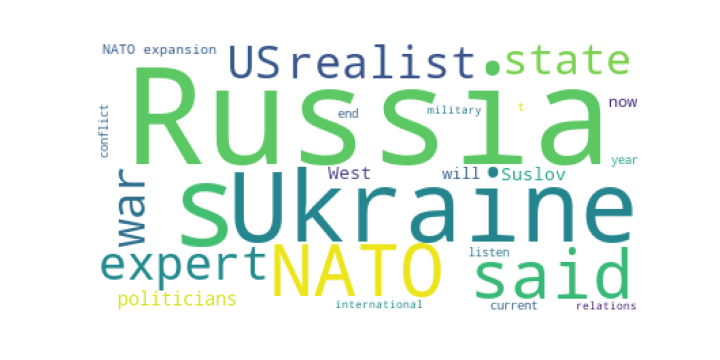 NATO expansion US realist state
Russia
conflict end military t now
year
war West will Suslov
s Ukraine
expert NATO listen said
politicians international current relations